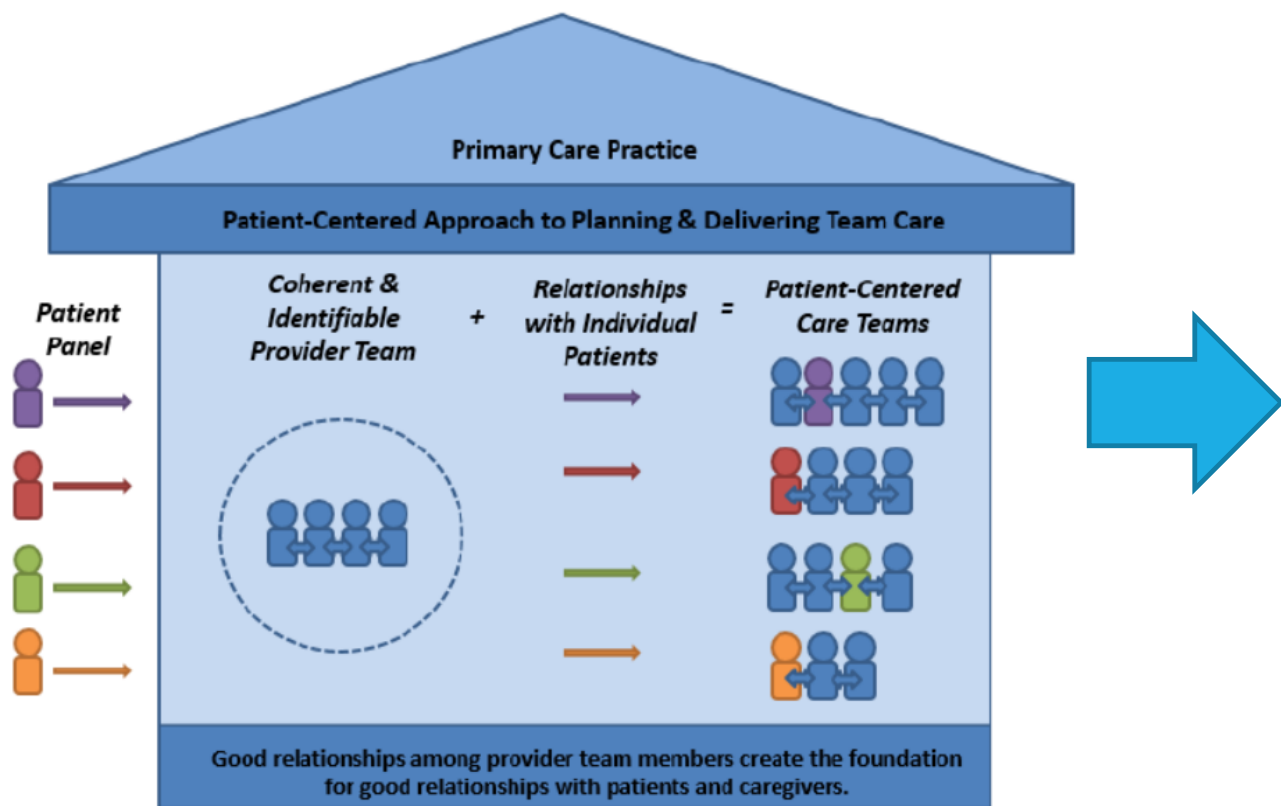 Primary Care Practice
Patient-Centered Approach to Planning & Delivering Team Care
Patient
Panel
Coherent &
Identifiable
Provider Team
+
Relationships
with Individual
Patients
=
Patient-Centered
Care Teams
Good relationships among provider team members create the foundation
for good relationships with patients and caregivers.